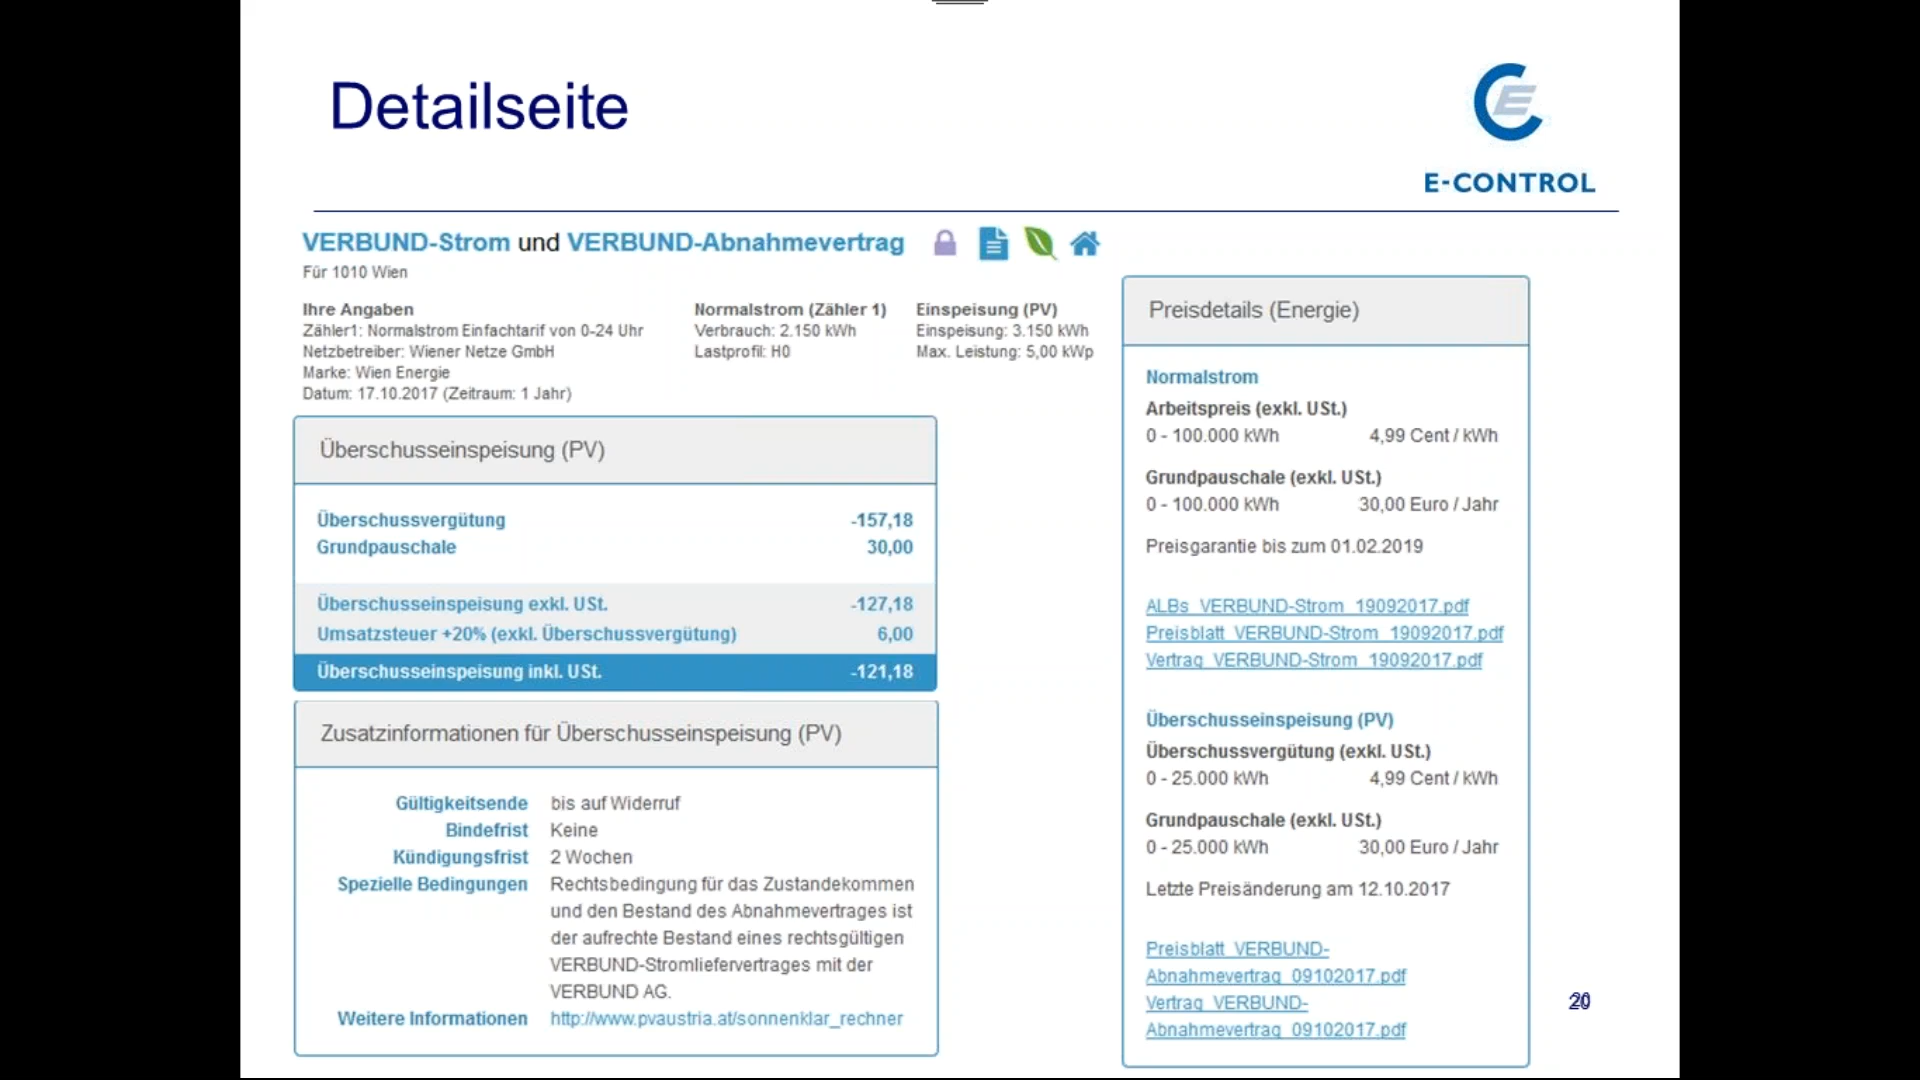 Detailseite
E-CONTROL
VERBUND-Strom und VERBUND-Abnahmevertrag
Für 1010 Wien
Ihre Angaben
Zähler1: Normalstrom Einfachtarif von 0-24 Uhr
Netzbetreiber: Wiener Netze GmbH
Marke: Wien Energie
Datum: 17.10.2017 (Zeitraum: 1 Jahr)
Normalstrom (Zähler 1)
Verbrauch: 2.150 kWh
Lastprofil: H0
Einspeisung (PV)
Einspeisung: 3.150 kWh
Max. Leistung: 5,00 kWp
Überschusseinspeisung (PV)
Überschussvergütung -157,18
Grundpauschale 30,00
Überschusseinspeisung exkl. USt. -127,18
Umsatzsteuer +20% (exkl. Überschussvergütung) 6,00
Überschusseinspeisung inkl. USt. -121,18
Zusatzinformationen für Überschusseinspeisung (PV)
Gültigkeitsende bis auf Widerruf
Bindefrist Keine
Kündigungsfrist 2 Wochen
Spezielle Bedingungen Rechtsbedingung für das Zustandekommen
und den Bestand des Abnahmevertrages ist
der aufrechte Bestand eines rechtsgültigen
VERBUND-Stromliefervertrages mit der
VERBUND AG.
Weitere Informationen http://www.pvaustria.at/sonnenklar_rechner
Preisdetails (Energie)
Normalstrom
Arbeitspreis (exkl. USt.)
0 - 100.000 kWh 4,99 Cent / kWh
Grundpauschale (exkl. USt.)
0 - 100.000 kWh 30,00 Euro / Jahr
Preisgarantie bis zum 01.02.2019
ALBs_VERBUND-Strom_19092017.pdf
Preisblatt_VERBUND-Strom_19092017.pdf
Vertrag_VERBUND-Strom_19092017.pdf
Überschusseinspeisung (PV)
Überschussvergütung (exkl. USt.)
0 - 25.000 kWh 4,99 Cent / kWh
Grundpauschale (exkl. USt.)
0 - 25.000 kWh 30,00 Euro / Jahr
Letzte Preisänderung am 12.10.2017
Preisblatt_VERBUND-
Abnahmevertrag_09102017.pdf
Vertrag_VERBUND-
Abnahmevertrag_09102017.pdf